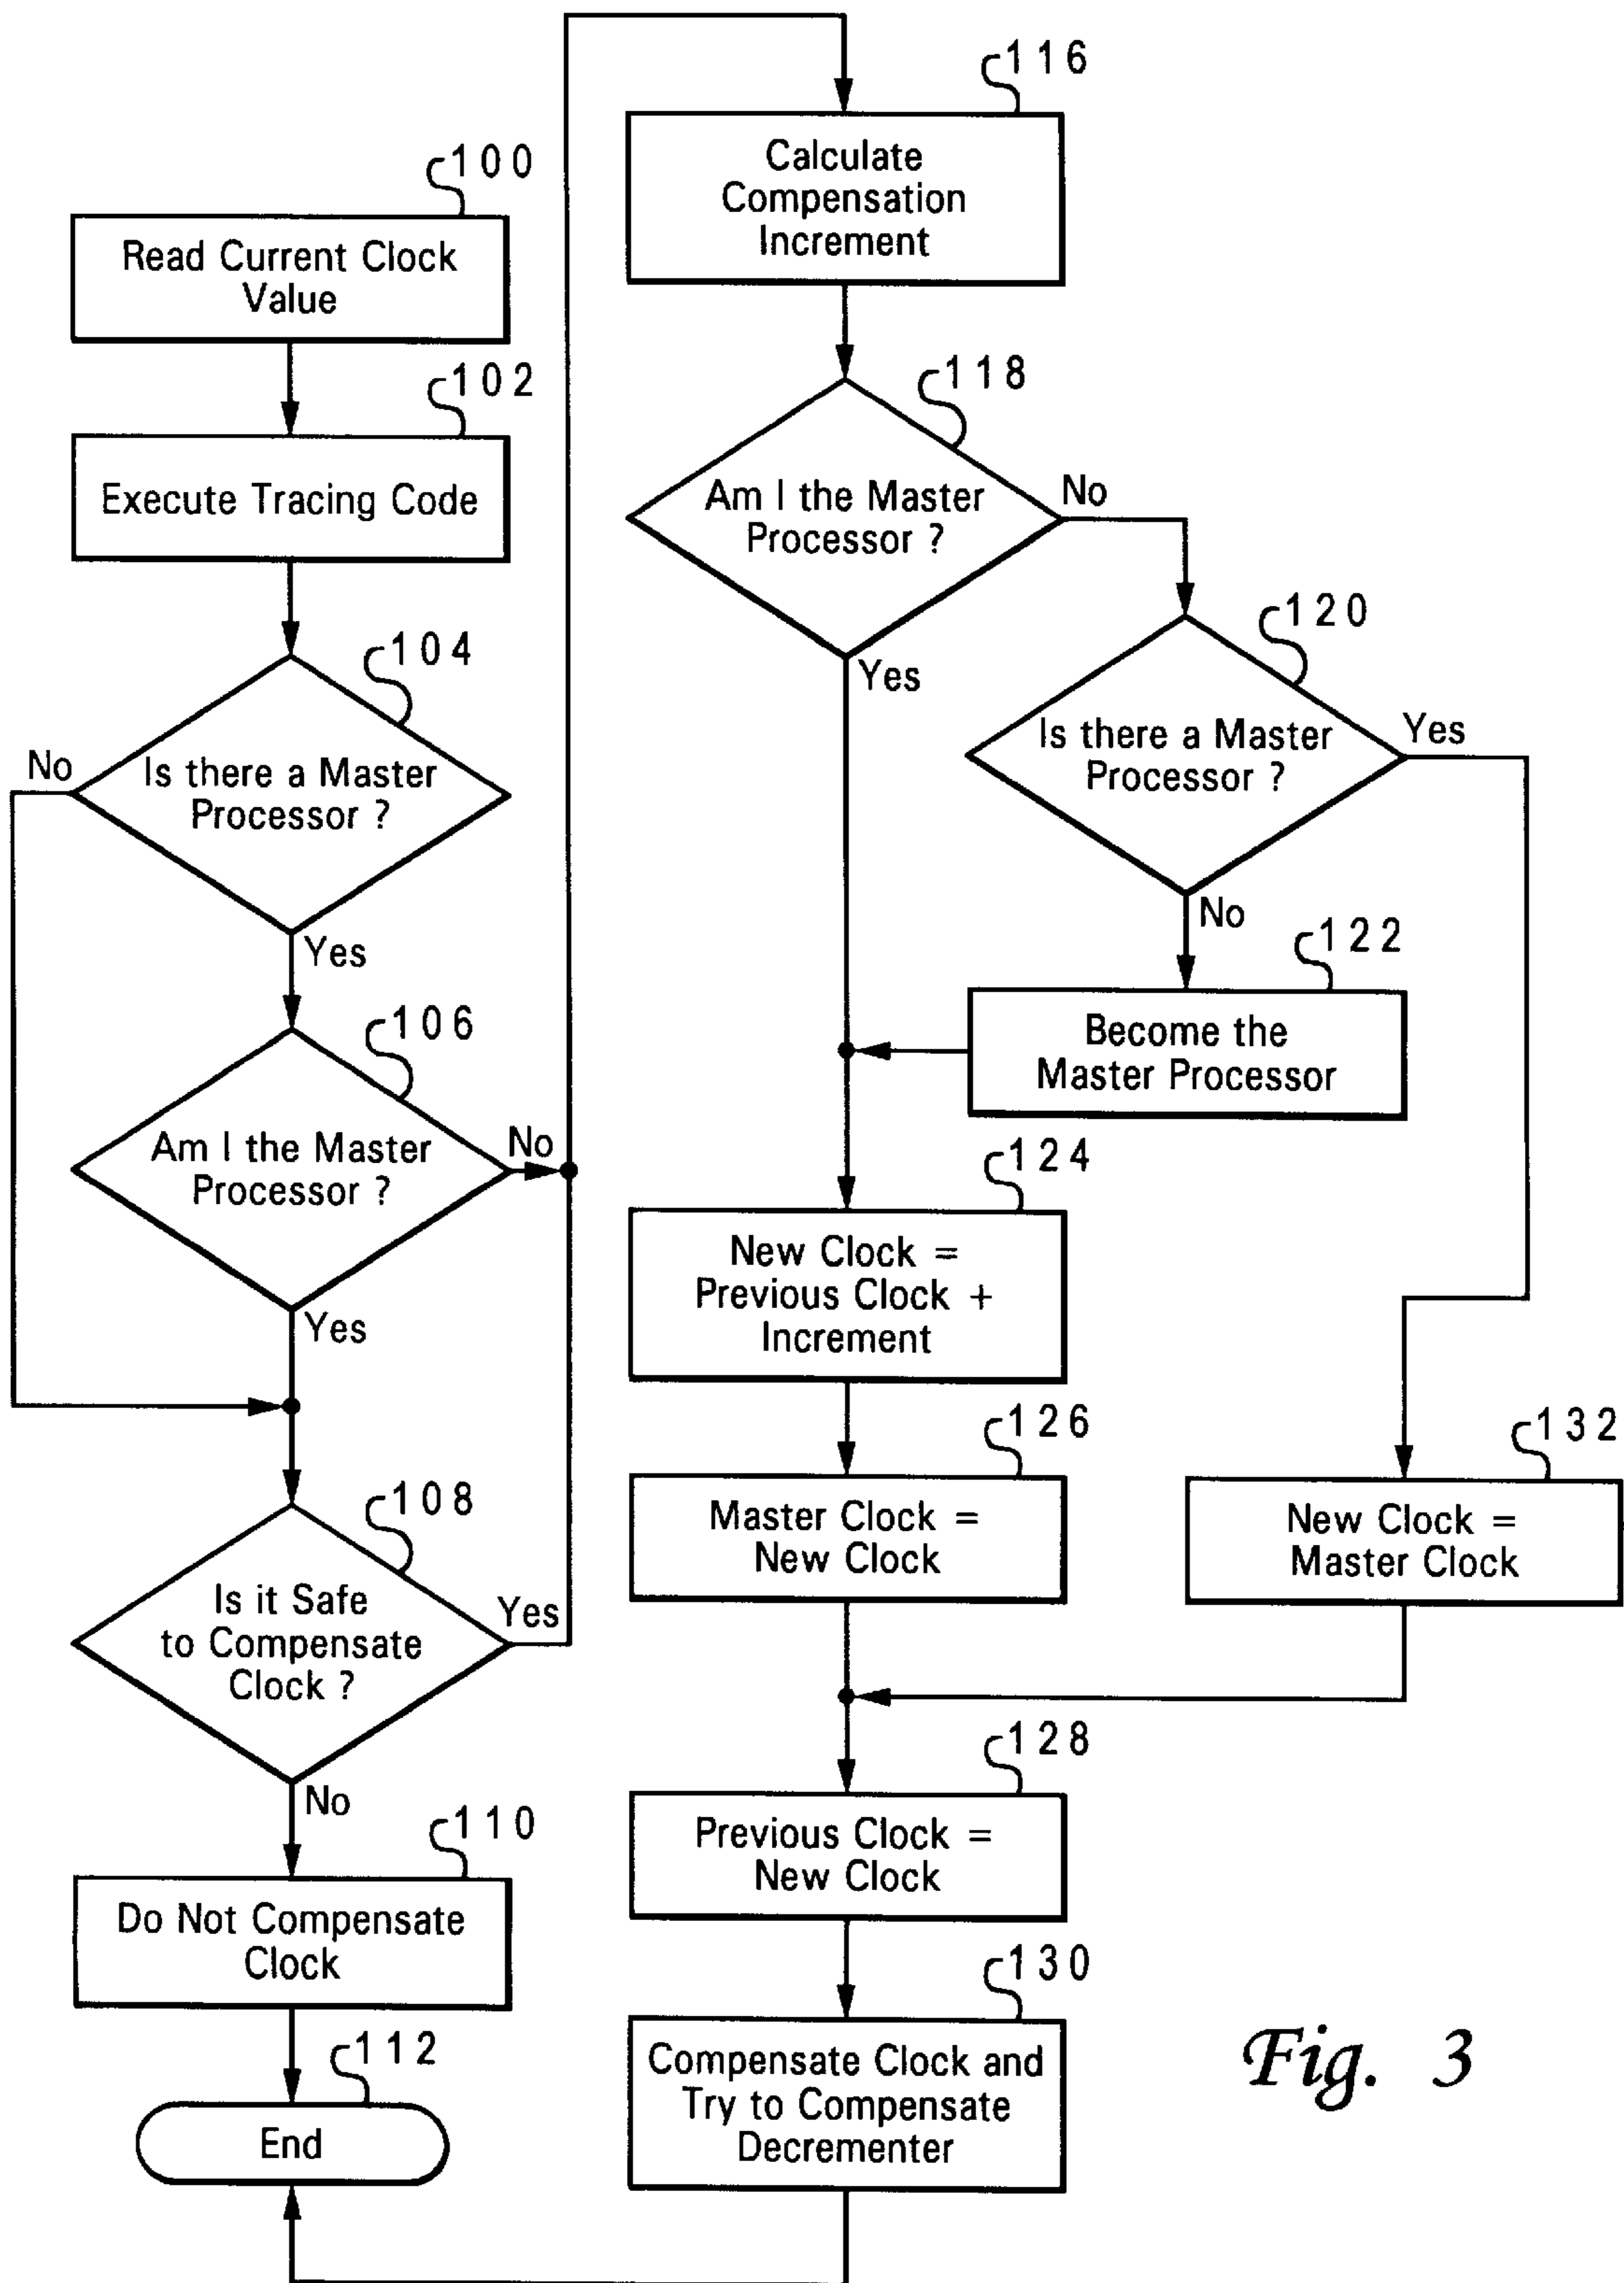 100
Read Current Clock
Value
102
Execute Tracing Code
104
Is there a Master
Processor ?
No
Yes
106
Am I the Master
Processor ?
No
Yes
108
Is it Safe
to Compensate
Clock ?
Yes
No
110
Do Not Compensate
Clock
112
End
116
Calculate
Compensation
Increment
118
Am I the Master
Processor ?
No
Yes
120
Is there a Master
Processor ?
Yes
No
122
Become the
Master Processor
124
New Clock =
Previous Clock +
Increment
126
Master Clock =
New Clock
132
New Clock =
Master Clock
128
Previous Clock =
New Clock
130
Compensate Clock and
Try to Compensate
Decrementer
Fig. 3